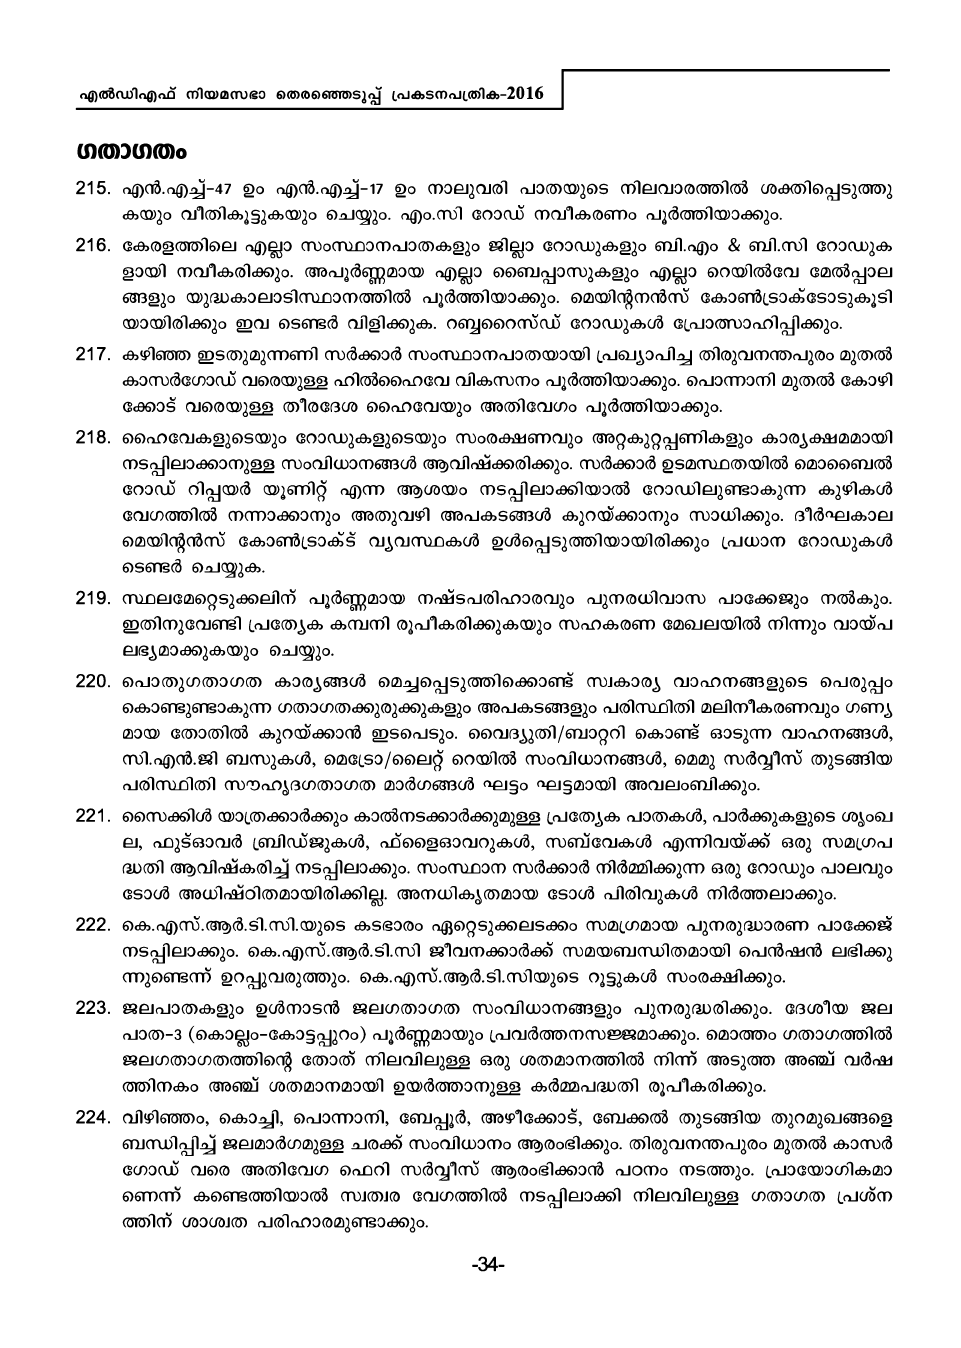 എൽഡിഎഫ് നിയമസഭാ തെരഞ്ഞെടുപ്പ് പ്രകടനപത്രിക-2016
ഗതാഗതം
215. എൻ.എച്ച്-47 ഉം എൻ.എച്ച്-17 ഉം നാലുവരി പാതയുടെ നിലവാരത്തിൽ ശക്തിപ്പെടുത്തു
കയും വീതികൂട്ടുകയും ചെയ്യും. എം.സി റോഡ് നവീകരണം പൂർത്തിയാക്കും.
216. കേരളത്തിലെ എല്ലാ സംസ്ഥാനപാതകളും ജില്ലാ റോഡുകളും ബി.എം & ബി.സി റോഡുക
ളായി നവീകരിക്കും. അപൂർണ്ണമായ എല്ലാ ബൈപ്പാസുകളും എല്ലാ റെയിൽവേ മേൽപ്പാല
ങ്ങളും യുദ്ധകാലാടിസ്ഥാനത്തിൽ പൂർത്തിയാക്കും. മെയിന്റനൻസ് കോൺട്രാക്ടോടുകൂടി
യായിരിക്കും ഇവ ടെണ്ടർ വിളിക്കുക. റബ്ബറൈസ്ഡ് റോഡുകൾ പ്രോത്സാഹിപ്പിക്കും.
217. കഴിഞ്ഞ ഇടതുമുന്നണി സർക്കാർ സംസ്ഥാനപാതയായി പ്രഖ്യാപിച്ച തിരുവനന്തപുരം മുതൽ
കാസർഗോഡ് വരെയുള്ള ഹിൽഹൈവേ വികസനം പൂർത്തിയാക്കും. പൊന്നാനി മുതൽ കോഴി
ക്കോട് വരെയുള്ള തീരദേശ ഹൈവേയും അതിവേഗം പൂർത്തിയാക്കും.
218. ഹൈവേകളുടെയും റോഡുകളുടെയും സംരക്ഷണവും അറ്റകുറ്റപ്പണികളും കാര്യക്ഷമമായി
നടപ്പിലാക്കാനുള്ള സംവിധാനങ്ങൾ ആവിഷ്ക്കരിക്കും. സർക്കാർ ഉടമസ്ഥതയിൽ മൊബൈൽ
റോഡ് റിപ്പയർ യൂണിറ്റ് എന്ന ആശയം നടപ്പിലാക്കിയാൽ റോഡിലുണ്ടാകുന്ന കുഴികൾ
വേഗത്തിൽ നന്നാക്കാനും അതുവഴി അപകടങ്ങൾ കുറയ്ക്കാനും സാധിക്കും. ദീർഘകാല
മെയിന്റൻസ് കോൺട്രാക്ട് വ്യവസ്ഥകൾ ഉൾപ്പെടുത്തിയായിരിക്കും പ്രധാന റോഡുകൾ
ടെണ്ടർ ചെയ്യുക.
219. സ്ഥലമേറ്റെടുക്കലിന് പൂർണ്ണമായ നഷ്ടപരിഹാരവും പുനരധിവാസ പാക്കേജും നൽകും.
ഇതിനുവേണ്ടി പ്രത്യേക കമ്പനി രൂപീകരിക്കുകയും സഹകരണ മേഖലയിൽ നിന്നും വായ്പ
ലഭ്യമാക്കുകയും ചെയ്യും.
220. പൊതുഗതാഗത കാര്യങ്ങൾ മെച്ചപ്പെടുത്തിക്കൊണ്ട് സ്വകാര്യ വാഹനങ്ങളുടെ പെരുപ്പം
കൊണ്ടുണ്ടാകുന്ന ഗതാഗതക്കുരുക്കുകളും അപകടങ്ങളും പരിസ്ഥിതി മലിനീകരണവും ഗണ്യ
മായ തോതിൽ കുറയ്ക്കാൻ ഇടപെടും. വൈദ്യുതി/ബാറ്ററി കൊണ്ട് ഓടുന്ന വാഹനങ്ങൾ,
സി.എൻ.ജി ബസുകൾ, മെട്രോ/ലൈറ്റ് റെയിൽ സംവിധാനങ്ങൾ, മെമു സർവ്വീസ് തുടങ്ങിയ
പരിസ്ഥിതി സൗഹൃദഗതാഗത മാർഗങ്ങൾ ഘട്ടം ഘട്ടമായി അവലംബിക്കും.
221. സൈക്കിൾ യാത്രക്കാർക്കും കാൽനടക്കാർക്കുമുള്ള പ്രത്യേക പാതകൾ, പാർക്കുകളുടെ ശൃംഖ
ല, ഫുട്ഓവർ ബ്രിഡ്ജുകൾ, ഫ്ളൈഓവറുകൾ, സബ്‌വേകൾ എന്നിവയ്ക്ക് ഒരു സമഗ്രപ
ദ്ധതി ആവിഷ്കരിച്ച് നടപ്പിലാക്കും. സംസ്ഥാന സർക്കാർ നിർമ്മിക്കുന്ന ഒരു റോഡും പാലവും
ടോൾ അധിഷ്ഠിതമായിരിക്കില്ല. അനധികൃതമായ ടോൾ പിരിവുകൾ നിർത്തലാക്കും.
222. കെ.എസ്.ആർ.ടി.സി.യുടെ കടഭാരം ഏറ്റെടുക്കലടക്കം സമഗ്രമായ പുനരുദ്ധാരണ പാക്കേജ്
നടപ്പിലാക്കും. കെ.എസ്.ആർ.ടി.സി ജീവനക്കാർക്ക് സമയബന്ധിതമായി പെൻഷൻ ലഭിക്കു
ന്നുണ്ടെന്ന് ഉറപ്പുവരുത്തും. കെ.എസ്.ആർ.ടി.സിയുടെ റൂട്ടുകൾ സംരക്ഷിക്കും.
223. ജലപാതകളും ഉൾനാടൻ ജലഗതാഗത സംവിധാനങ്ങളും പുനരുദ്ധരിക്കും. ദേശീയ ജല
പാത-3 (കൊല്ലം-കോട്ടപ്പുറം) പൂർണ്ണമായും പ്രവർത്തനസജ്ജമാക്കും. മൊത്തം ഗതാഗത്തിൽ
ജലഗതാഗതത്തിന്റെ തോത് നിലവിലുള്ള ഒരു ശതമാനത്തിൽ നിന്ന് അടുത്ത അഞ്ച് വർഷ
ത്തിനകം അഞ്ച് ശതമാനമായി ഉയർത്താനുള്ള കർമ്മപദ്ധതി രൂപീകരിക്കും.
224. വിഴിഞ്ഞം, കൊച്ചി, പൊന്നാനി, ബേപ്പൂർ, അഴീക്കോട്, ബേക്കൽ തുടങ്ങിയ തുറമുഖങ്ങളെ
ബന്ധിപ്പിച്ച് ജലമാർഗമുള്ള ചരക്ക് സംവിധാനം ആരംഭിക്കും. തിരുവനന്തപുരം മുതൽ കാസർ
ഗോഡ് വരെ അതിവേഗ ഫെറി സർവ്വീസ് ആരംഭിക്കാൻ പഠനം നടത്തും. പ്രായോഗികമാ
ണെന്ന് കണ്ടെത്തിയാൽ സ്വത്വര വേഗത്തിൽ നടപ്പിലാക്കി നിലവിലുള്ള ഗതാഗത പ്രശ്ന
ത്തിന് ശാശ്വത പരിഹാരമുണ്ടാക്കും.
-34-